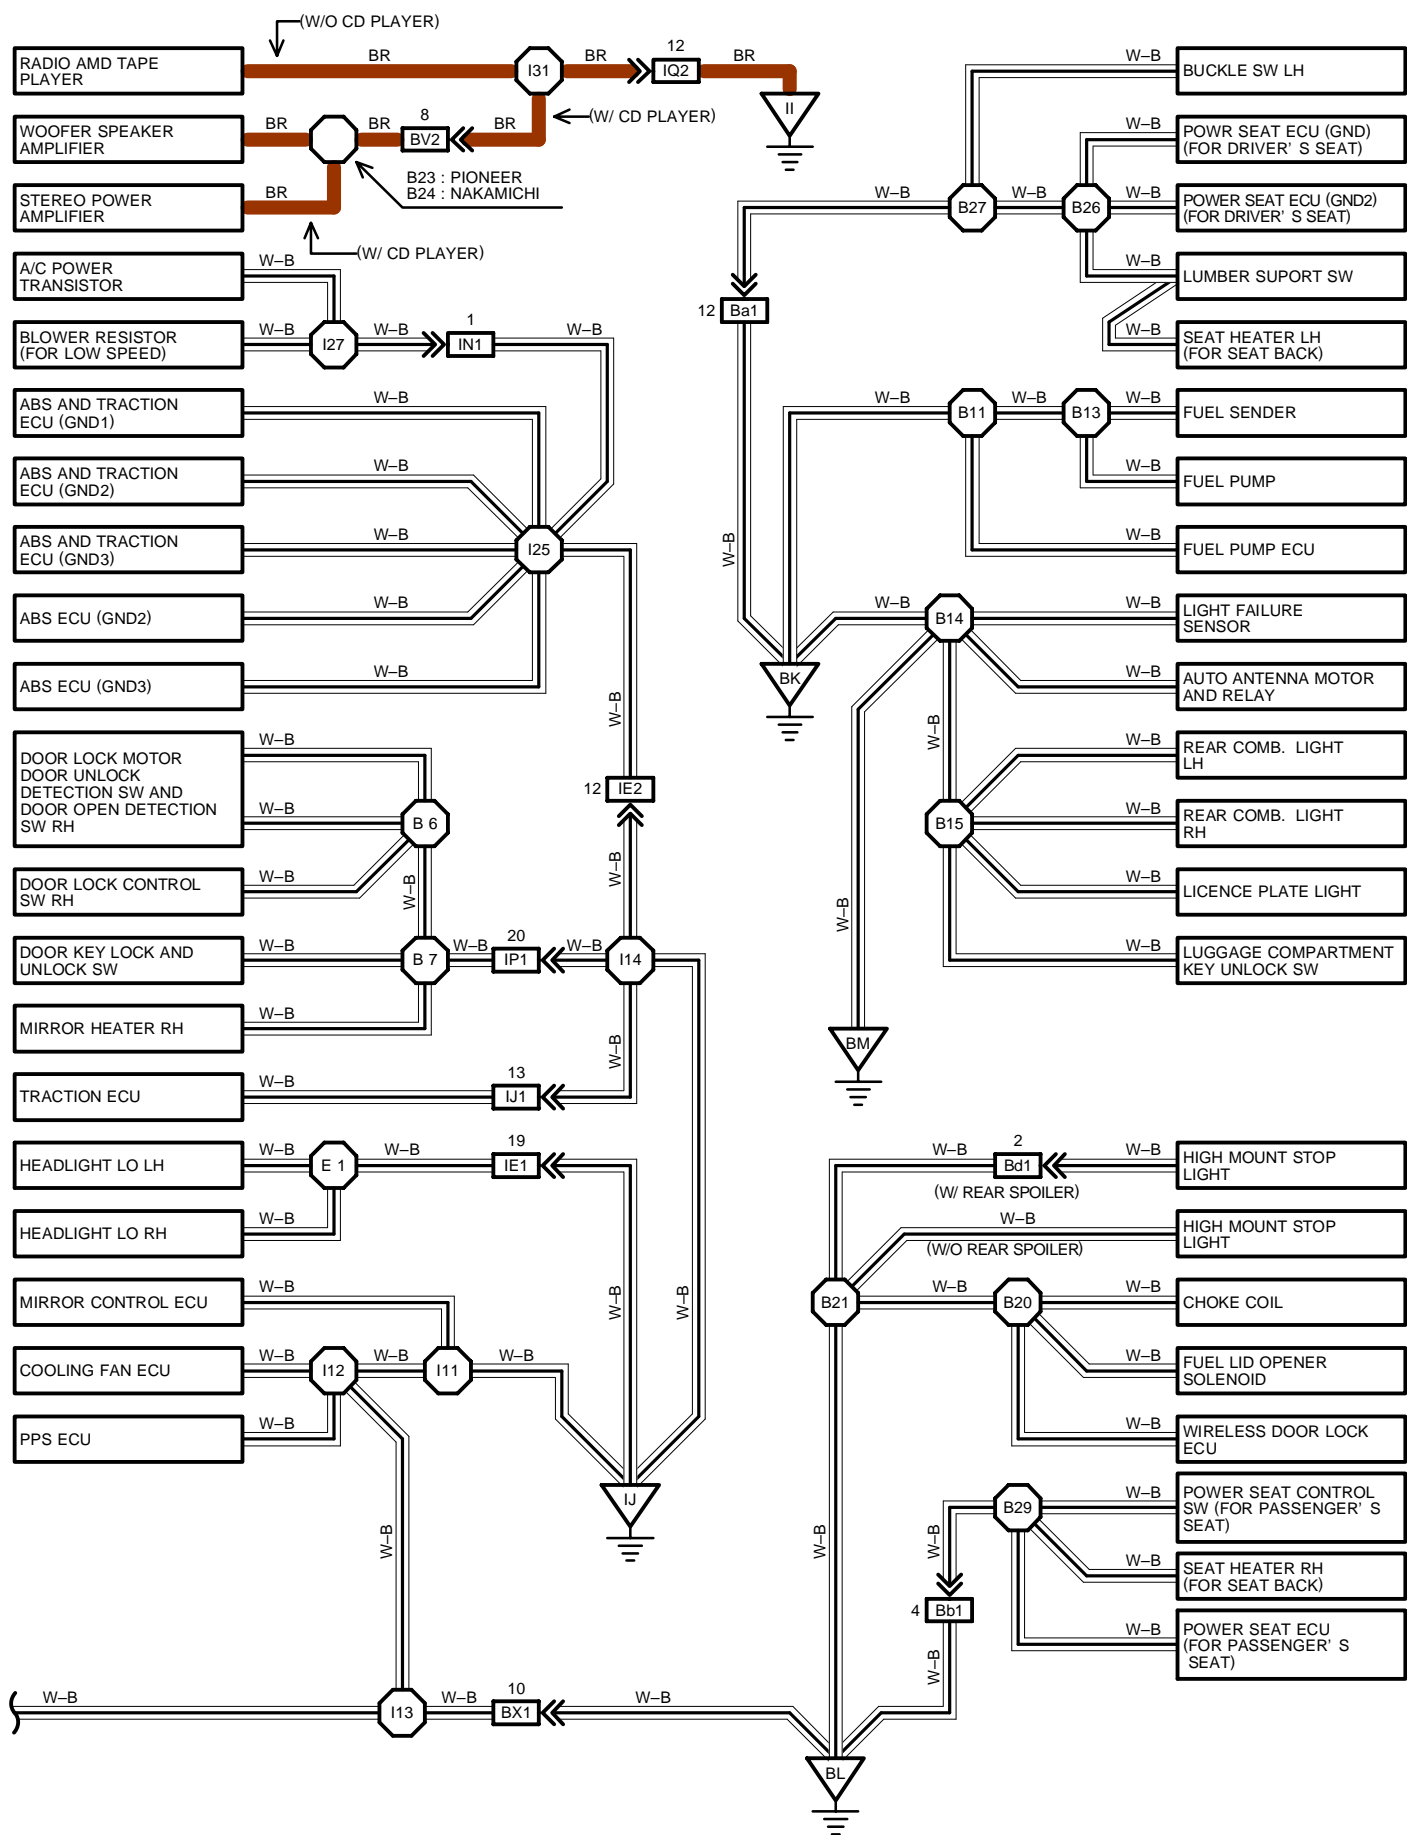 (W/O CD PLAYER)
RADIO AMD TAPE
PLAYER
BR
I31
BR
12
IQ2
BR
II
(W/ CD PLAYER)
WOOFER SPEAKER
AMPLIFIER
BR
BR
8
BV2
BR
B23 : PIONEER
B24 : NAKAMICHI
STEREO POWER
AMPLIFIER
BR
(W/ CD PLAYER)
A/C POWER
TRANSISTOR
W–B
BLOWER RESISTOR
(FOR LOW SPEED)
W–B
I27
W–B
1
IN1
W–B
ABS AND TRACTION
ECU (GND1)
W–B
ABS AND TRACTION
ECU (GND2)
W–B
ABS AND TRACTION
ECU (GND3)
W–B
I25
ABS ECU (GND2)
W–B
ABS ECU (GND3)
W–B
W–B
12
IE2
W–B
DOOR LOCK MOTOR
DOOR UNLOCK
DETECTION SW AND
DOOR OPEN DETECTION
SW RH
W–B
W–B
B 6
DOOR LOCK CONTROL
SW RH
W–B
W–B
DOOR KEY LOCK AND
UNLOCK SW
W–B
B 7
W–B
20
IP1
W–B
I14
MIRROR HEATER RH
W–B
W–B
TRACTION ECU
W–B
13
IJ1
HEADLIGHT LO LH
W–B
E 1
W–B
19
IE1
HEADLIGHT LO RH
W–B
W–B
W–B
MIRROR CONTROL ECU
W–B
COOLING FAN ECU
W–B
I12
W–B
I11
W–B
PPS ECU
W–B
IJ
W–B
W–B
I13
W–B
10
BX1
W–B
BUCKLE SW LH
W–B
POWR SEAT ECU (GND)
(FOR DRIVER’ S SEAT)
W–B
W–B
B27
W–B
B26
W–B
POWER SEAT ECU (GND2)
(FOR DRIVER’ S SEAT)
W–B
LUMBER SUPORT SW
12
Ba1
W–B
SEAT HEATER LH
(FOR SEAT BACK)
W–B
B11
W–B
B13
W–B
FUEL SENDER
W–B
FUEL PUMP
W–B
W–B
FUEL PUMP ECU
W–B
B14
W–B
LIGHT FAILURE
SENSOR
BK
W–B
AUTO ANTENNA MOTOR
AND RELAY
W–B
W–B
REAR COMB. LIGHT
LH
B15
W–B
REAR COMB. LIGHT
RH
W–B
LICENCE PLATE LIGHT
W–B
W–B
LUGGAGE COMPARTMENT
KEY UNLOCK SW
BM
W–B
2
Bd1
W–B
HIGH MOUNT STOP
LIGHT
(W/ REAR SPOILER)
W–B
HIGH MOUNT STOP
LIGHT
(W/O REAR SPOILER)
B21
W–B
B20
W–B
CHOKE COIL
W–B
FUEL LID OPENER
SOLENOID
W–B
WIRELESS DOOR LOCK
ECU
B29
W–B
POWER SEAT CONTROL
SW (FOR PASSENGER’ S
SEAT)
W–B
W–B
W–B
SEAT HEATER RH
(FOR SEAT BACK)
4
Bb1
W–B
POWER SEAT ECU
(FOR PASSENGER’ S
SEAT)
W–B
BL